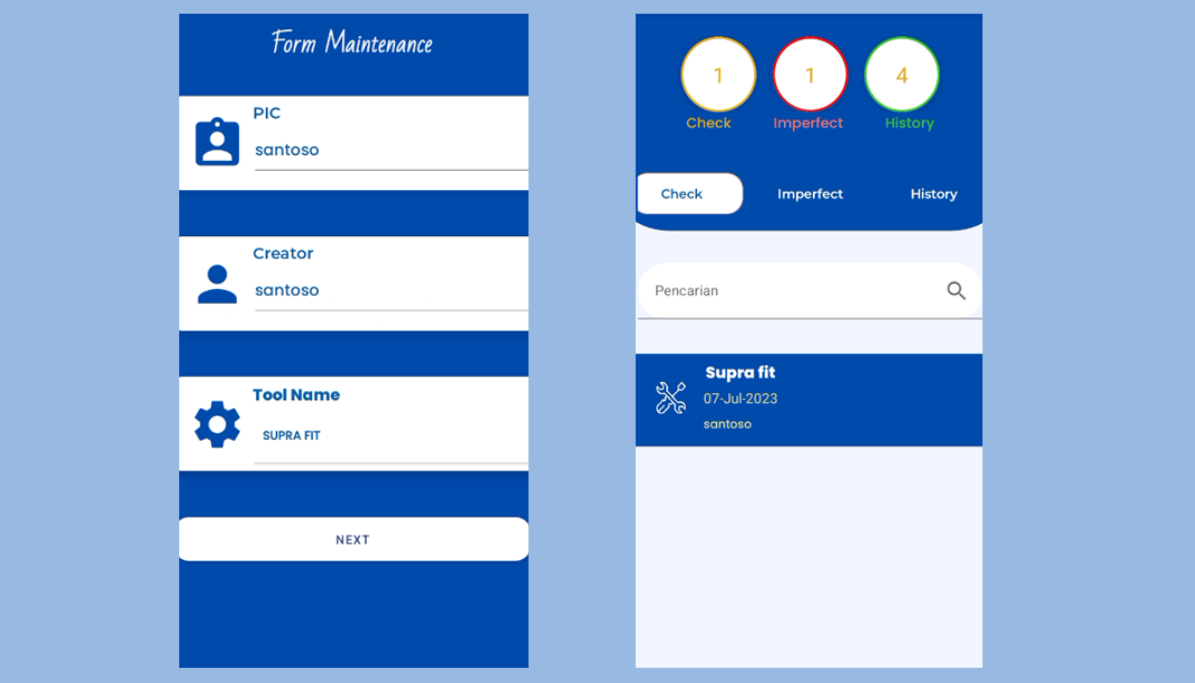 Form Maintenance
PIC
santoso
Creator
santoso
Tool Name
SUPRA FIT
NEXT
1 1 4
Check Imperfect History
Check Imperfect History
Pencarian
Supra fit
07-Jul-2023
santoso